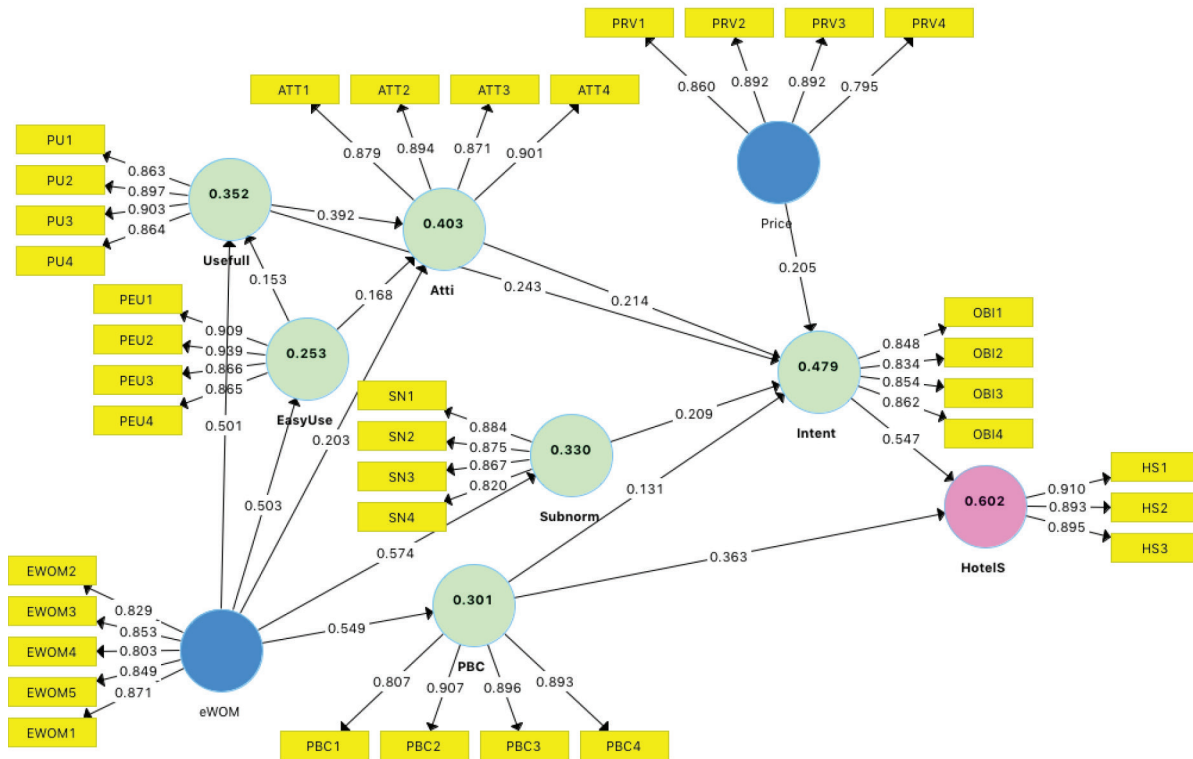 PRV1
PRV2
PRV3
PRV4
0.860
0.892
0.892
0.795
Price
0.205
ATT1
ATT2
ATT3
ATT4
0.879
0.894
0.871
0.901
0.403
Atti
PU1
PU2
PU3
PU4
0.863
0.897
0.903
0.864
0.352
Usefull
0.392
0.243
0.214
0.153
0.168
PEU1
PEU2
PEU3
PEU4
0.909
0.939
0.866
0.865
0.253
EasyUse
0.501
0.503
0.203
SN1
SN2
SN3
SN4
0.884
0.875
0.867
0.820
0.330
Subnorm
0.209
0.131
0.574
0.479
Intent
OBI1
OBI2
OBI3
OBI4
0.848
0.834
0.854
0.862
0.547
0.602
HotelS
HS1
HS2
HS3
0.910
0.893
0.895
0.363
EWOM2
EWOM3
EWOM4
EWOM5
EWOM1
0.829
0.853
0.803
0.849
0.871
eWOM
0.549
0.301
PBC
0.807
0.907
0.896
0.893
PBC1
PBC2
PBC3
PBC4